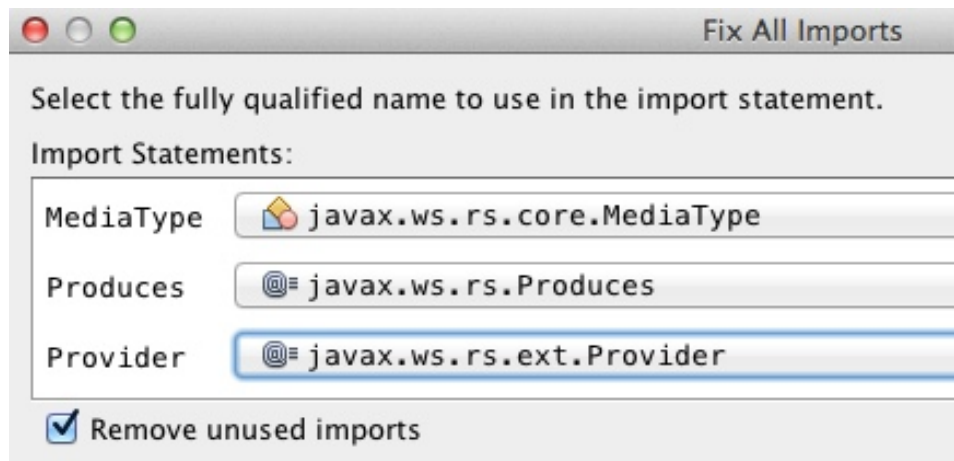 Fix All Imports
Select the fully qualified name to use in the import statement.
Import Statements:
MediaType javax.ws.rs.core.MediaType
Produces javax.ws.rs.Produces
Provider javax.ws.rs.ext.Provider
Remove unused imports